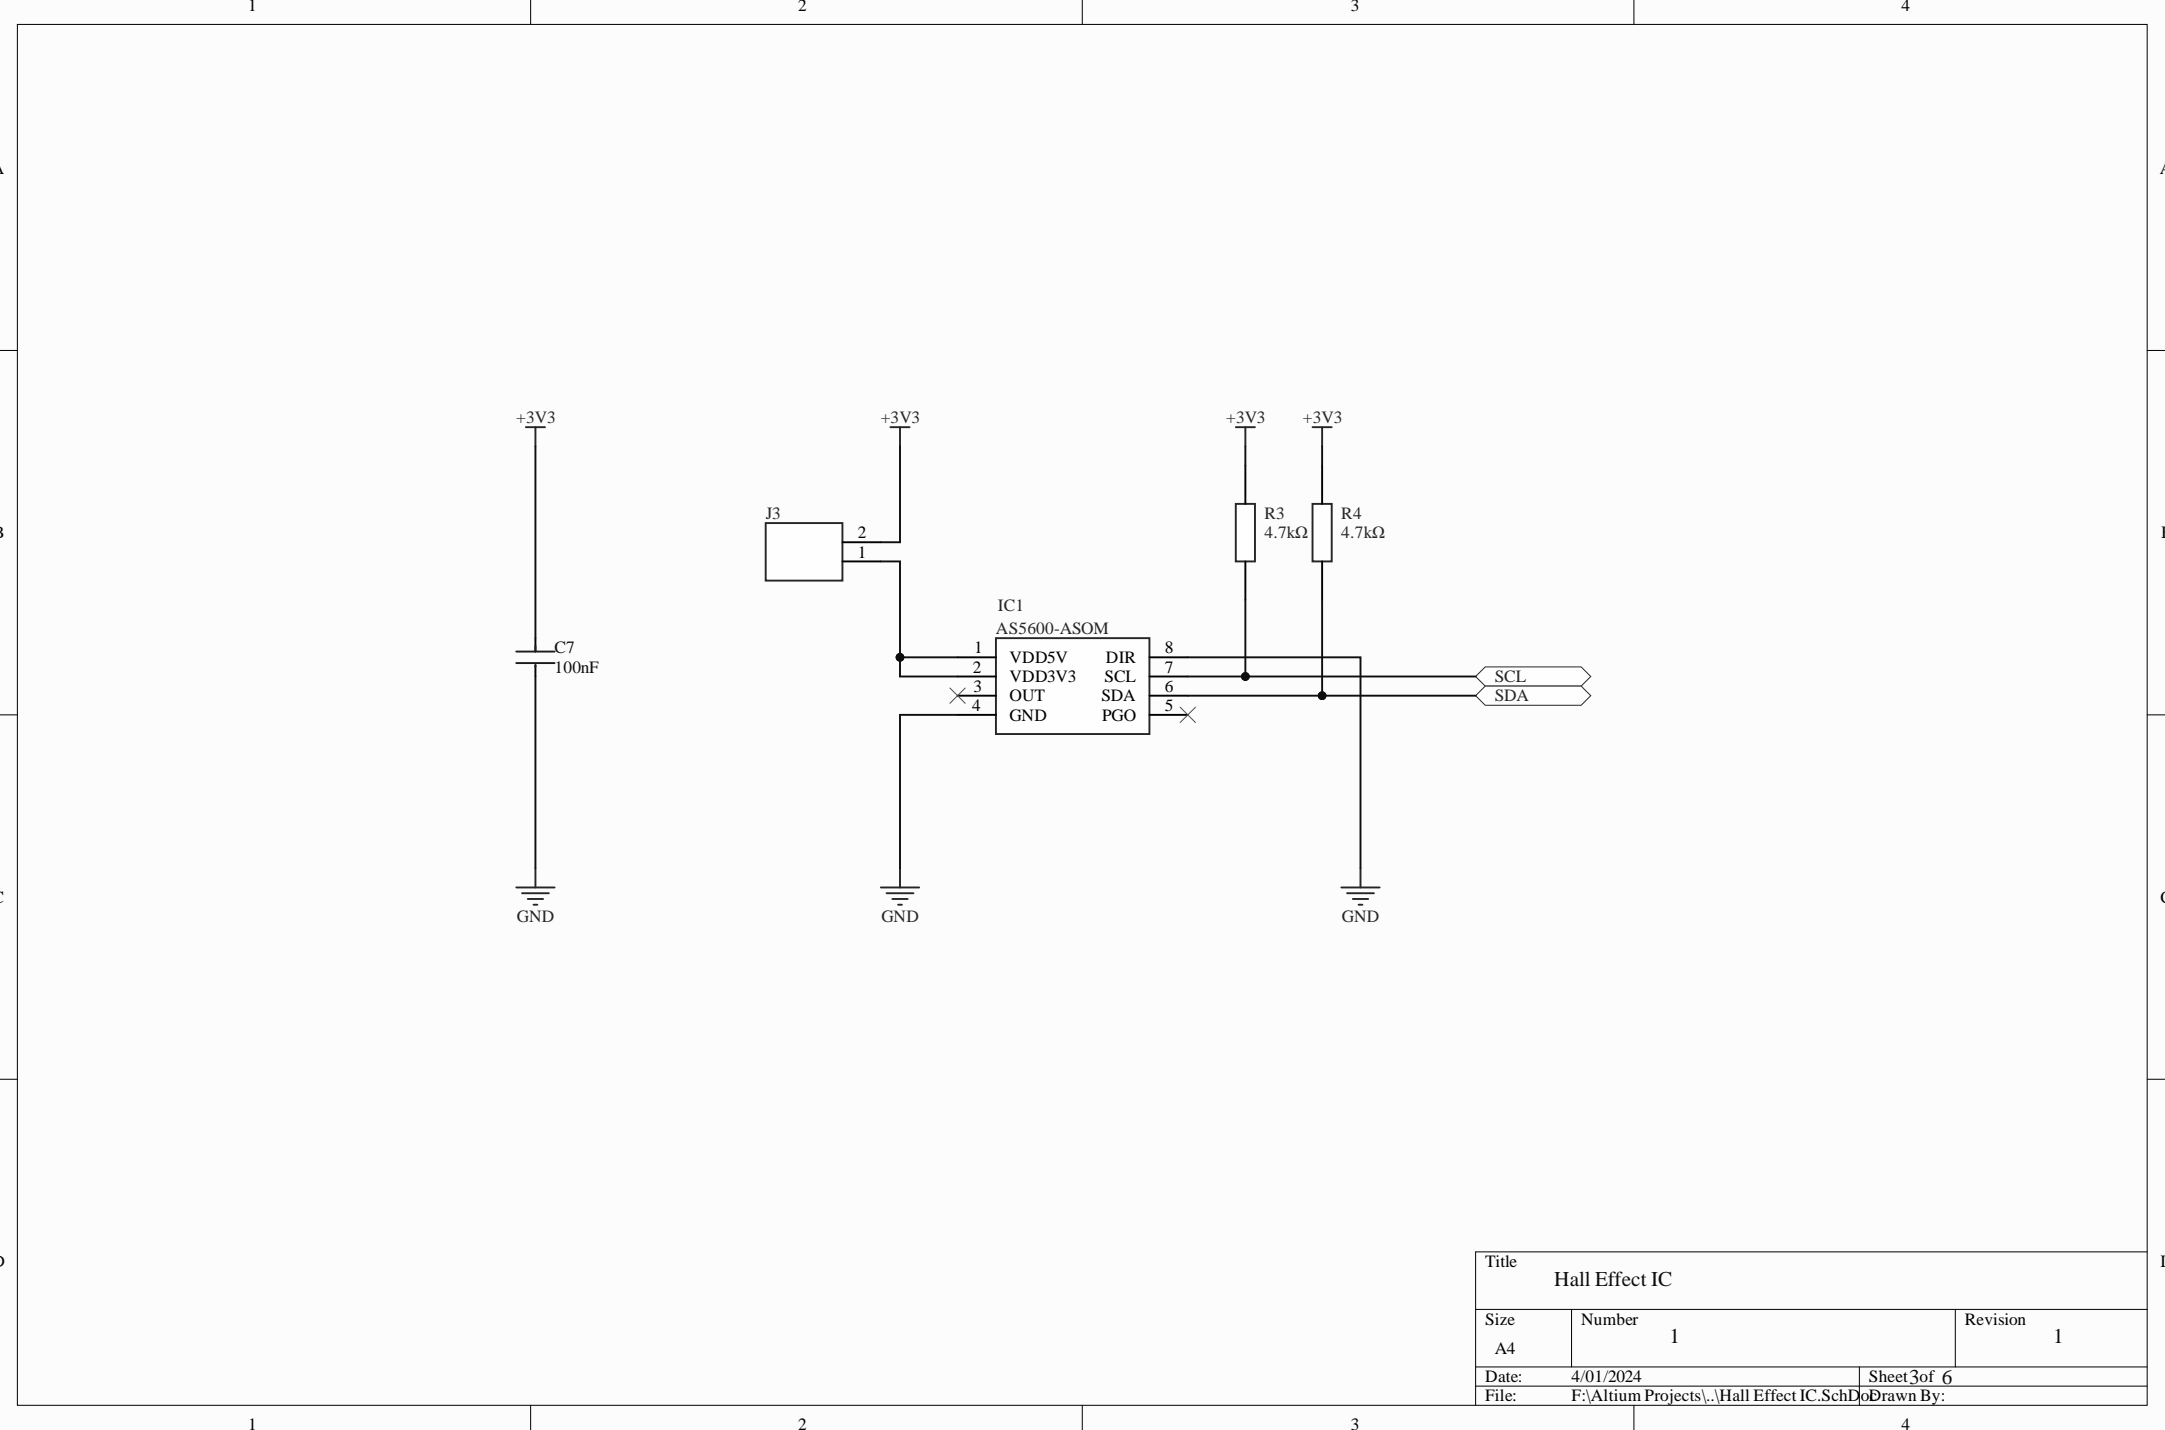 1 2 3 4
A A
B
+3V3 +3V3 +3V3 +3V3
J3
2
1
R3
4.7kΩ
R4
4.7kΩ
IC1
AS5600-ASOM
C7
100nF
1 VDD5V DIR 8
2 VDD3V3 SCL 7
3 OUT SDA 6
4 GND PGO 5
SCL
SDA
C
GND GND GND
D
Title
Hall Effect IC
Size
A4
Number
1
Revision
1
Date: 4/01/2024 Sheet 3 of 6
File: F:\Altium Projects\..\Hall Effect IC.SchDoc Drawn By:
1 2 3 4